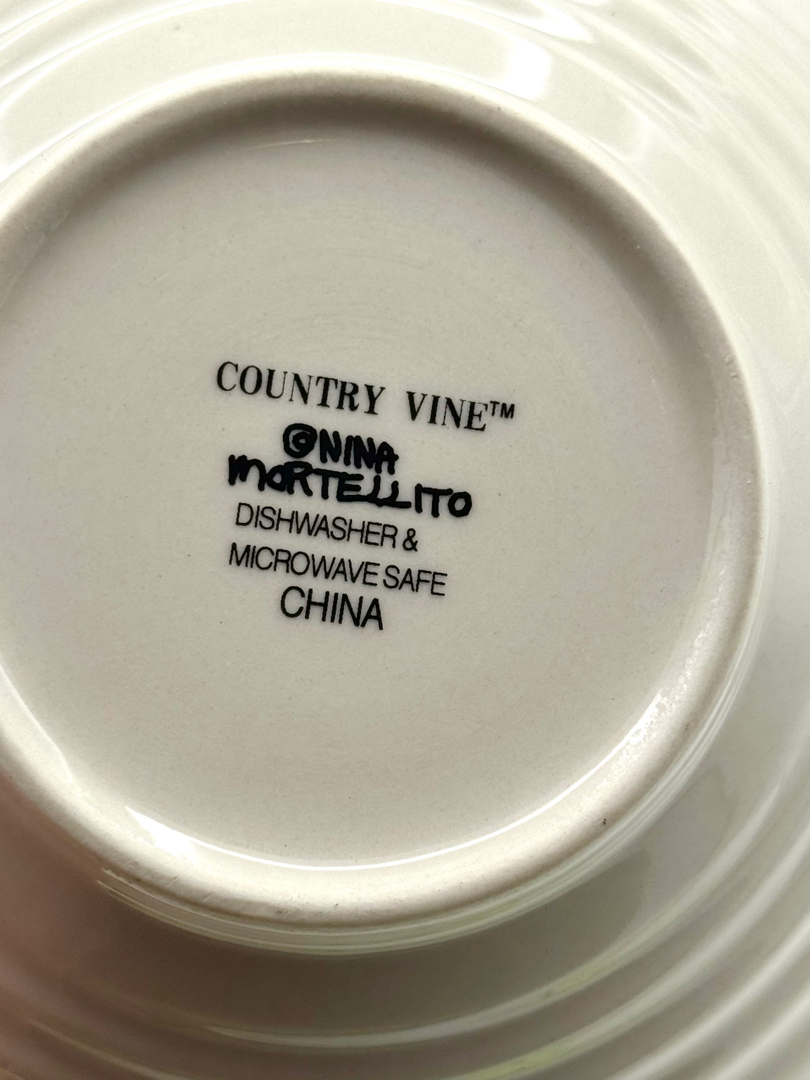 COUNTRY VINE™
©NINA
MORTELLITO
DISHWASHER &
MICROWAVE SAFE
CHINA